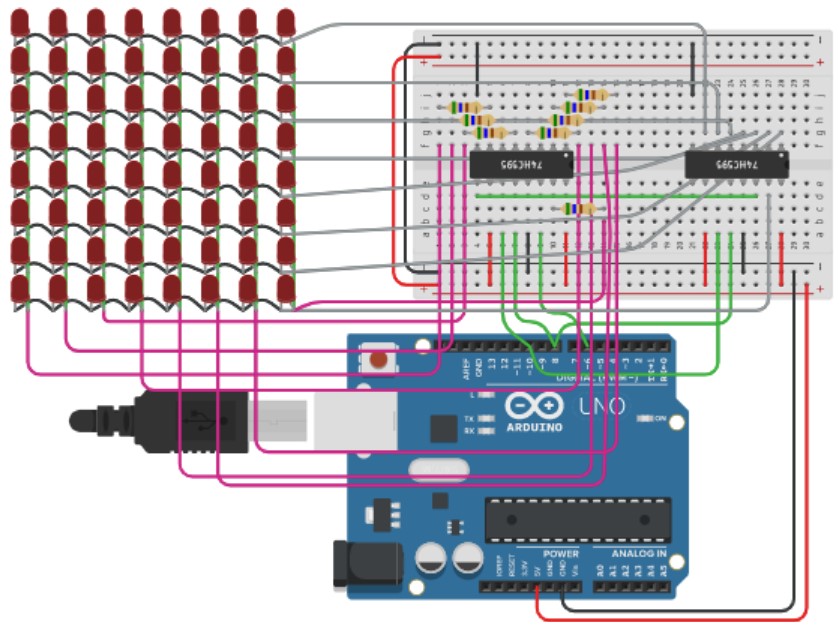 74HC595
74HC595
AREF
GND
13
12
~11
~10
~9
8
7
~6
~5
4
~3
2
TX→1
RX←0
DIGITAL (PWM~)
L
TX
RX
ARDUINO
UNO
ON
POWER
ANALOG IN
IOREF
RESET
3.3V
5V
GND
GND
Vin
A0
A1
A2
A3
A4
A5